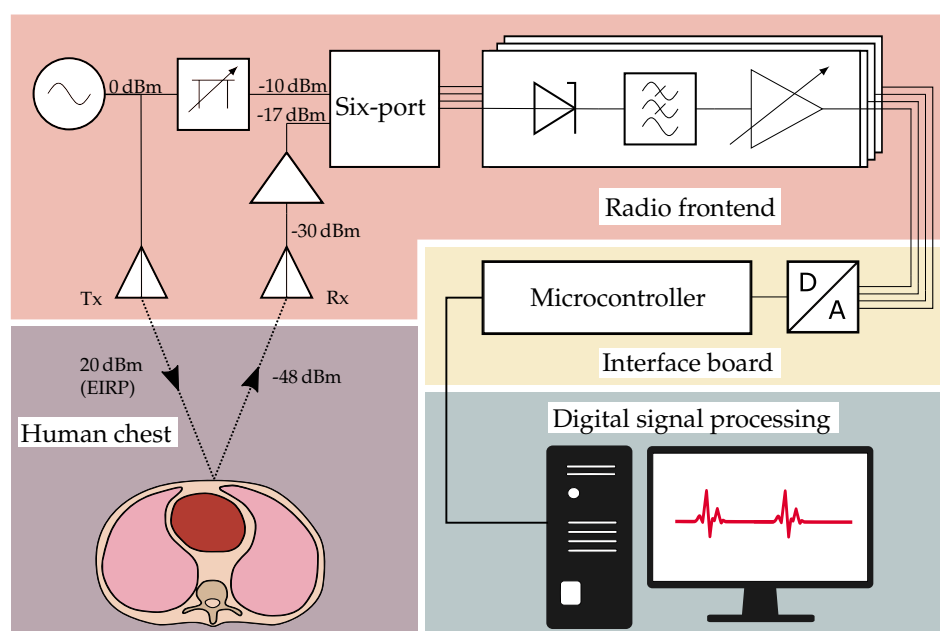 0 dBm
-10 dBm
-17 dBm
Six-port
Radio frontend
-30 dBm
Tx
Rx
D
A
Microcontroller
Interface board
20 dBm
(EIRP)
-48 dBm
Human chest
Digital signal processing